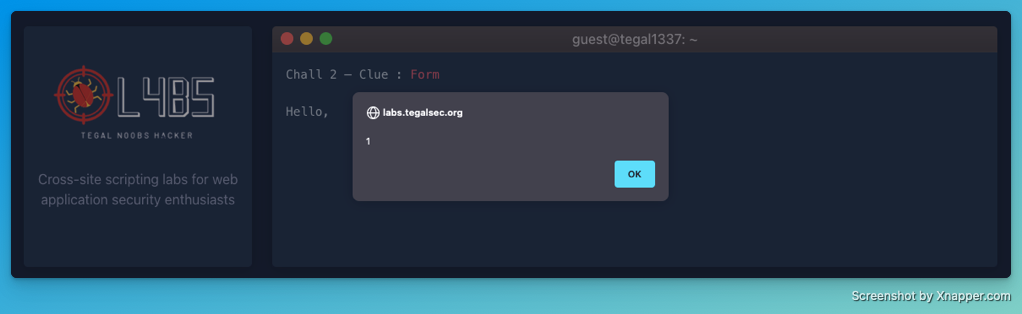 L4BS
TEGAL N00BS HACKER
Cross-site scripting labs for web
application security enthusiasts
guest@tegal1337: ~
Chall 2 – Clue : Form
Hello,
labs.tegalsec.org
1
OK
Screenshot by Xnapper.com